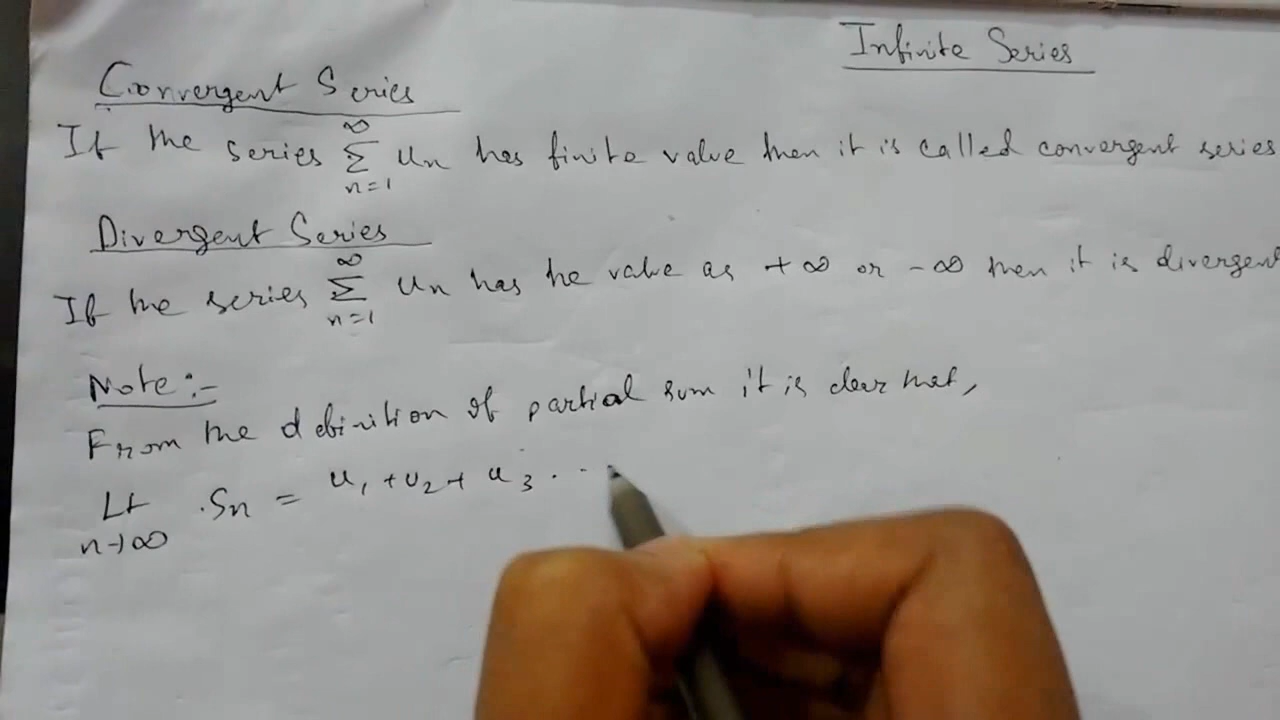 Infinite Series
Convergent Series
If the series ∞∑n=1 un has finite value then it is called convergent series
Divergent Series
If the series ∞∑n=1 un has he value as +∞ or -∞ then it is divergent
Note:-
From the definition of partial sum it is clear that,
Lt n→∞ .Sn = u1 + u2 + u3 . . .